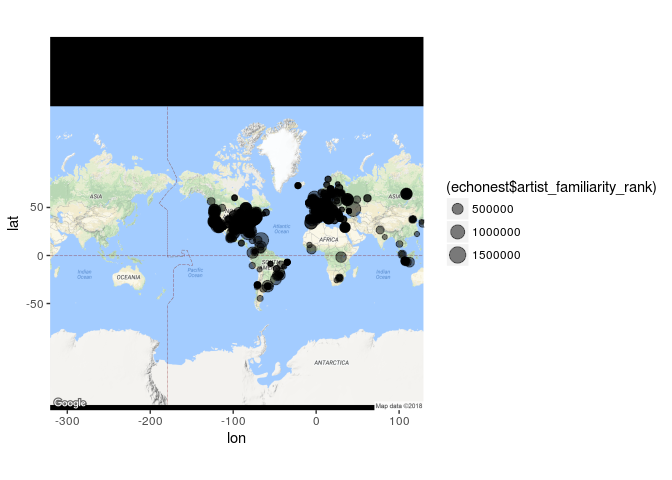 (echonest$artist_familiarity_rank)
500000
1000000
1500000
lat
50
0
-50
ASIA
Atlantic
Ocean
AFRICA
ASIA
Indian
Ocean
OCEANIA
Pacific
Ocean
Indian
Ocean
ANTARCTICA
Google
Map data ©2018
-300
-200
-100
0
100
lon